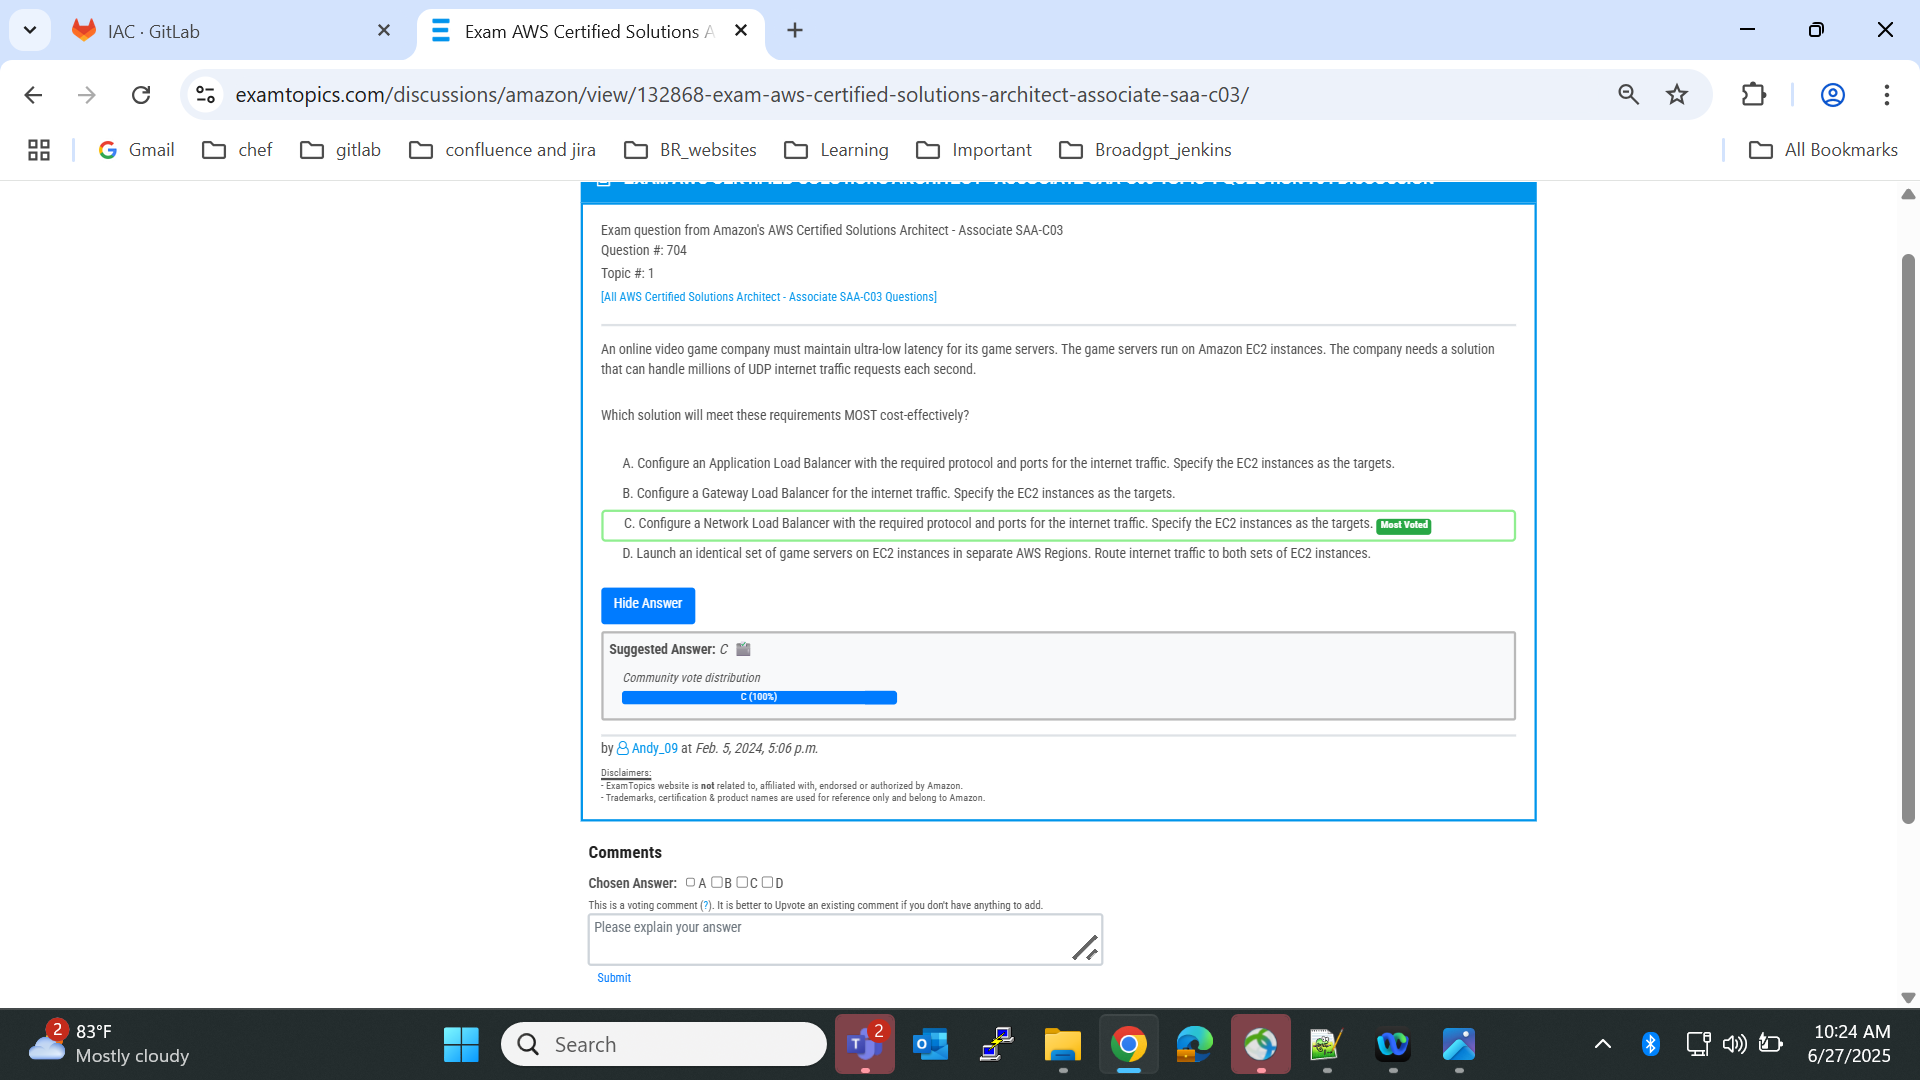 IAC · GitLab
Exam AWS Certified Solutions A
examtopics.com/discussions/amazon/view/132868-exam-aws-certified-solutions-architect-associate-saa-c03/
Gmail
chef
gitlab
confluence and jira
BR_websites
Learning
Important
Broadgpt_jenkins
All Bookmarks
Exam question from Amazon's AWS Certified Solutions Architect - Associate SAA-C03
Question #: 704
Topic #: 1
[All AWS Certified Solutions Architect - Associate SAA-C03 Questions]
An online video game company must maintain ultra-low latency for its game servers. The game servers run on Amazon EC2 instances. The company needs a solution
that can handle millions of UDP internet traffic requests each second.
Which solution will meet these requirements MOST cost-effectively?
A. Configure an Application Load Balancer with the required protocol and ports for the internet traffic. Specify the EC2 instances as the targets.
B. Configure a Gateway Load Balancer for the internet traffic. Specify the EC2 instances as the targets.
C. Configure a Network Load Balancer with the required protocol and ports for the internet traffic. Specify the EC2 instances as the targets. Most Voted
D. Launch an identical set of game servers on EC2 instances in separate AWS Regions. Route internet traffic to both sets of EC2 instances.
Hide Answer
Suggested Answer: C
Community vote distribution
C (100%)
by Andy_09 at Feb. 5, 2024, 5:06 p.m.
Disclaimers:
- ExamTopics website is not related to, affiliated with, endorsed or authorized by Amazon.
- Trademarks, certification & product names are used for reference only and belong to Amazon.
Comments
Chosen Answer: A B C D
This is a voting comment (?). It is better to Upvote an existing comment if you don't have anything to add.
Please explain your answer
Submit
2
83°F
Mostly cloudy
Search
2
10:24 AM
6/27/2025